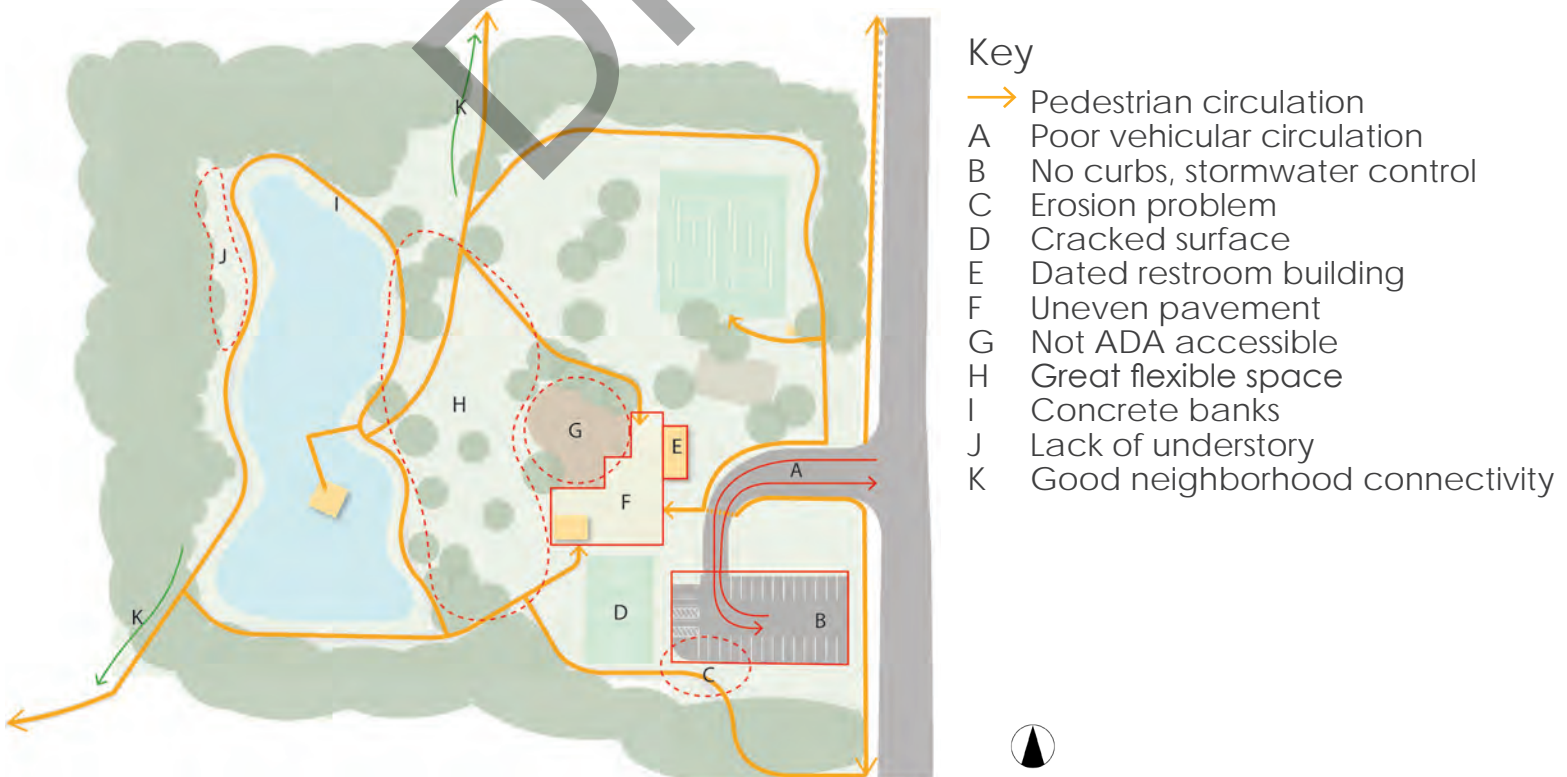 K
I
J
H
G
E
A
F
K
D
B
C
Key
Pedestrian circulation
A Poor vehicular circulation
B No curbs, stormwater control
C Erosion problem
D Cracked surface
E Dated restroom building
F Uneven pavement
G Not ADA accessible
H Great flexible space
I Concrete banks
J Lack of understory
K Good neighborhood connectivity